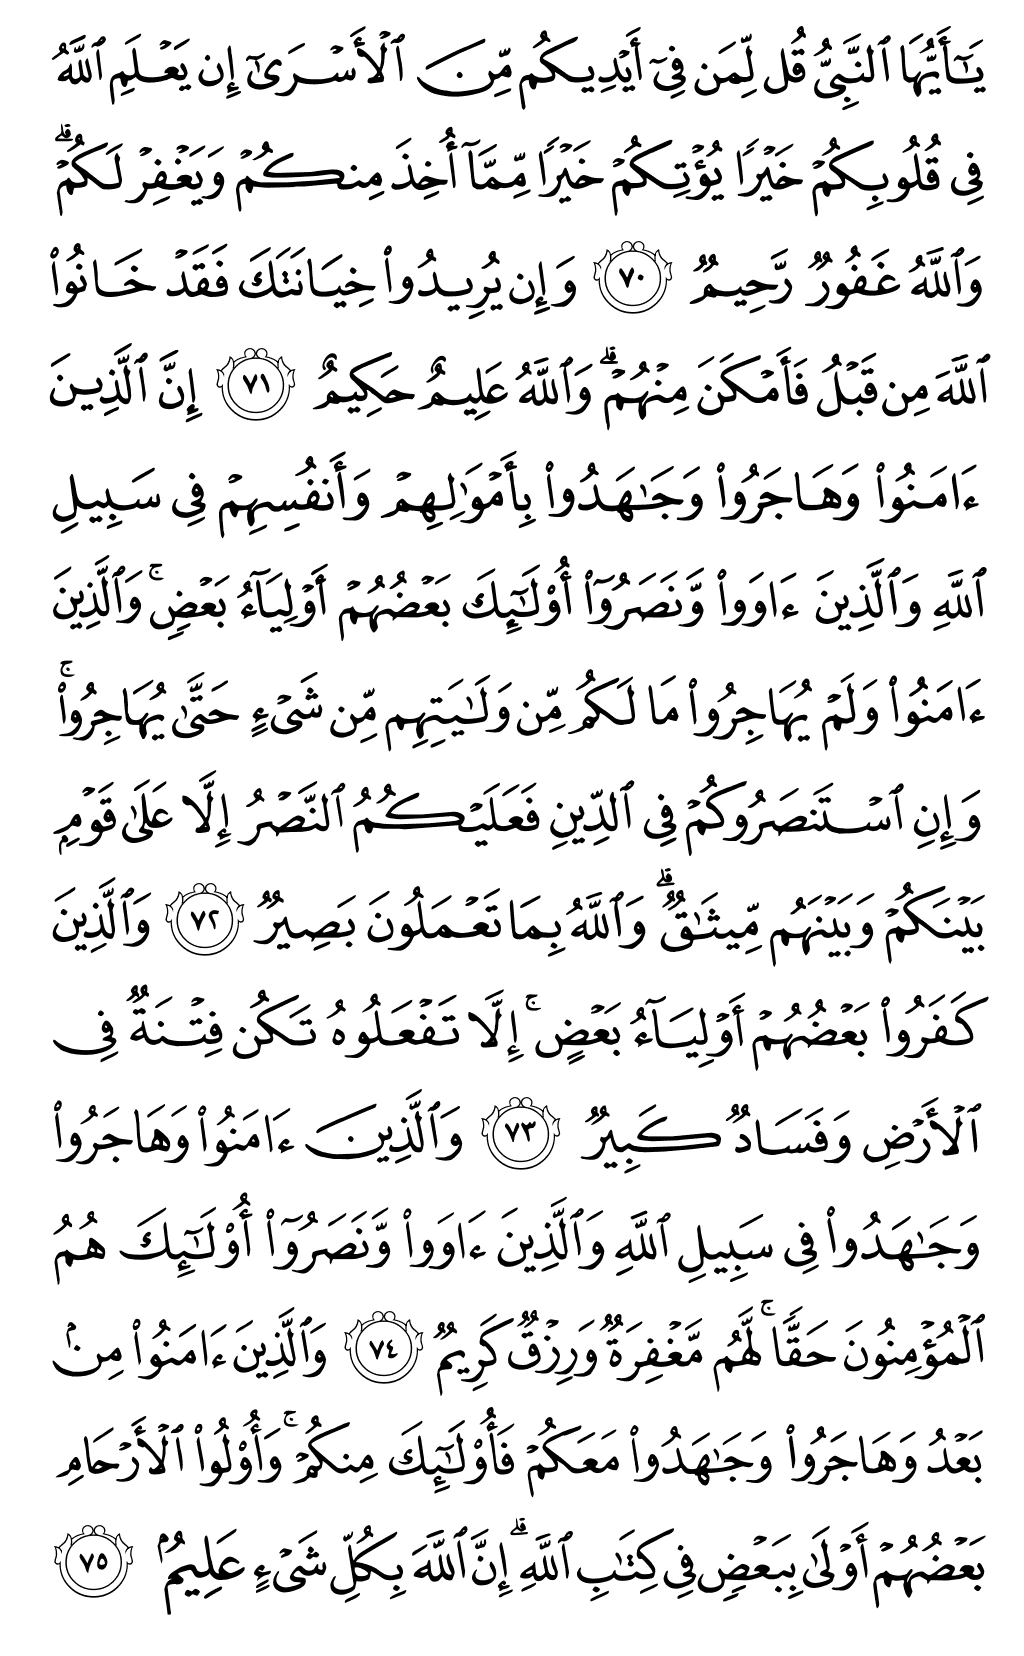 يَـٰٓأَيُّهَا ٱلنَّبِىُّ قُل لِّمَن فِىٓ أَيْدِيكُم مِّنَ ٱلْأَسْرَىٰٓ إِن يَعْلَمِ ٱللَّهُ
فِى قُلُوبِكُمْ خَيْرًا يُؤْتِكُمْ خَيْرًا مِّمَّآ أُخِذَ مِنكُمْ وَيَغْفِرْ لَكُمْ ۗ
وَٱللَّهُ غَفُورٌ رَّحِيمٌ ٧٠ وَإِن يُرِيدُوا۟ خِيَانَتَكَ فَقَدْ خَانُوا۟
ٱللَّهَ مِن قَبْلُ فَأَمْكَنَ مِنْهُمْ ۗ وَٱللَّهُ عَلِيمٌ حَكِيمٌ ٧١ إِنَّ ٱلَّذِينَ
ءَامَنُوا۟ وَهَاجَرُوا۟ وَجَـٰهَدُوا۟ بِأَمْوَٰلِهِمْ وَأَنفُسِهِمْ فِى سَبِيلِ
ٱللَّهِ وَٱلَّذِينَ ءَاوَوا۟ وَّنَصَرُوٓا۟ أُو۟لَـٰٓئِكَ بَعْضُهُمْ أَوْلِيَآءُ بَعْضٍ ۚ وَٱلَّذِينَ
ءَامَنُوا۟ وَلَمْ يُهَاجِرُوا۟ مَا لَكُم مِّن وَلَـٰيَتِهِم مِّن شَىْءٍ حَتَّىٰ يُهَاجِرُوا۟ ۚ
وَإِنِ ٱسْتَنصَرُوكُمْ فِى ٱلدِّينِ فَعَلَيْكُمُ ٱلنَّصْرُ إِلَّا عَلَىٰ قَوْمٍۭ
بَيْنَكُمْ وَبَيْنَهُم مِّيثَـٰقٌ ۗ وَٱللَّهُ بِمَا تَعْمَلُونَ بَصِيرٌ ٧٢ وَٱلَّذِينَ
كَفَرُوا۟ بَعْضُهُمْ أَوْلِيَآءُ بَعْضٍ ۚ إِلَّا تَفْعَلُوهُ تَكُن فِتْنَةٌ فِى
ٱلْأَرْضِ وَفَسَادٌ كَبِيرٌ ٧٣ وَٱلَّذِينَ ءَامَنُوا۟ وَهَاجَرُوا۟
وَجَـٰهَدُوا۟ فِى سَبِيلِ ٱللَّهِ وَٱلَّذِينَ ءَاوَوا۟ وَّنَصَرُوٓا۟ أُو۟لَـٰٓئِكَ هُمُ
ٱلْمُؤْمِنُونَ حَقًّا ۚ لَّهُم مَّغْفِرَةٌ وَرِزْقٌ كَرِيمٌ ٧٤ وَٱلَّذِينَ ءَامَنُوا۟ مِنۢ
بَعْدُ وَهَاجَرُوا۟ وَجَـٰهَدُوا۟ مَعَكُمْ فَأُو۟لَـٰٓئِكَ مِنكُمْ ۚ وَأُو۟لُوا۟ ٱلْأَرْحَامِ
بَعْضُهُمْ أَوْلَىٰ بِبَعْضٍ فِى كِتَـٰبِ ٱللَّهِ ۗ إِنَّ ٱللَّهَ بِكُلِّ شَىْءٍ عَلِيمٌۢ ٧٥